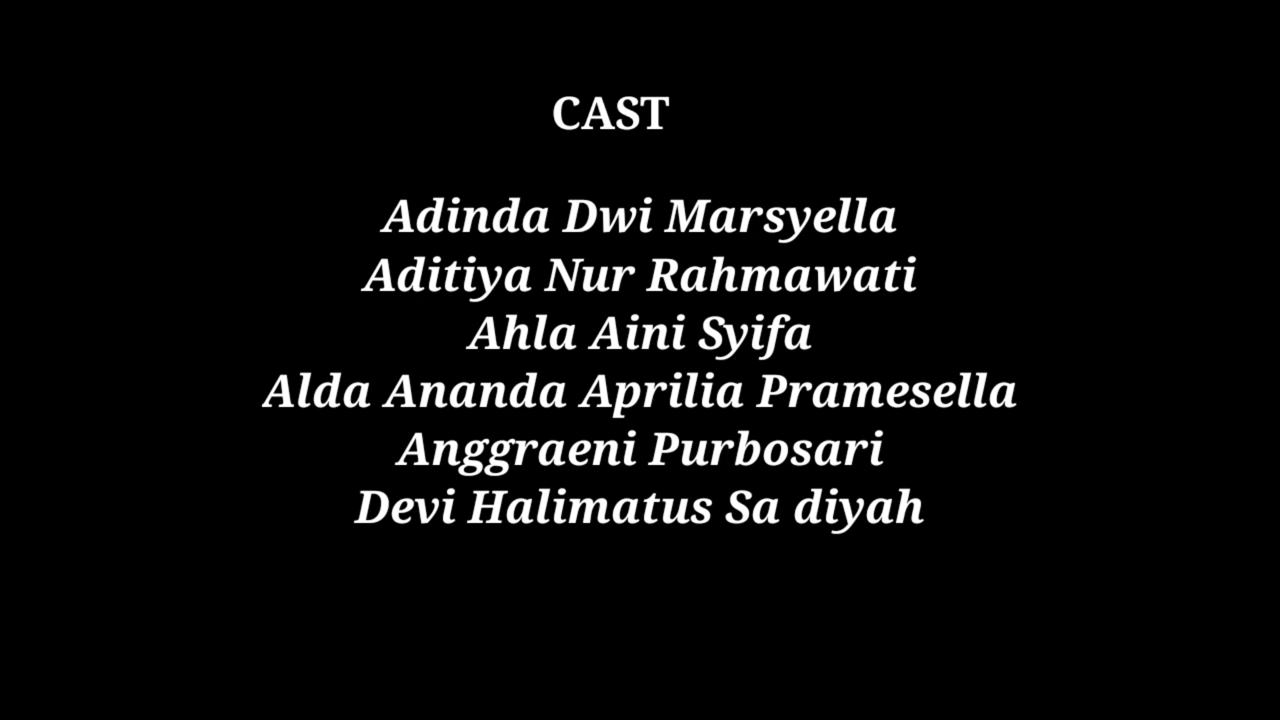 CAST
Adinda Dwi Marsyella
Aditiya Nur Rahmawati
Ahla Aini Syifa
Alda Ananda Aprilia Pramesella
Anggraeni Purbosari
Devi Halimatus Sa diyah